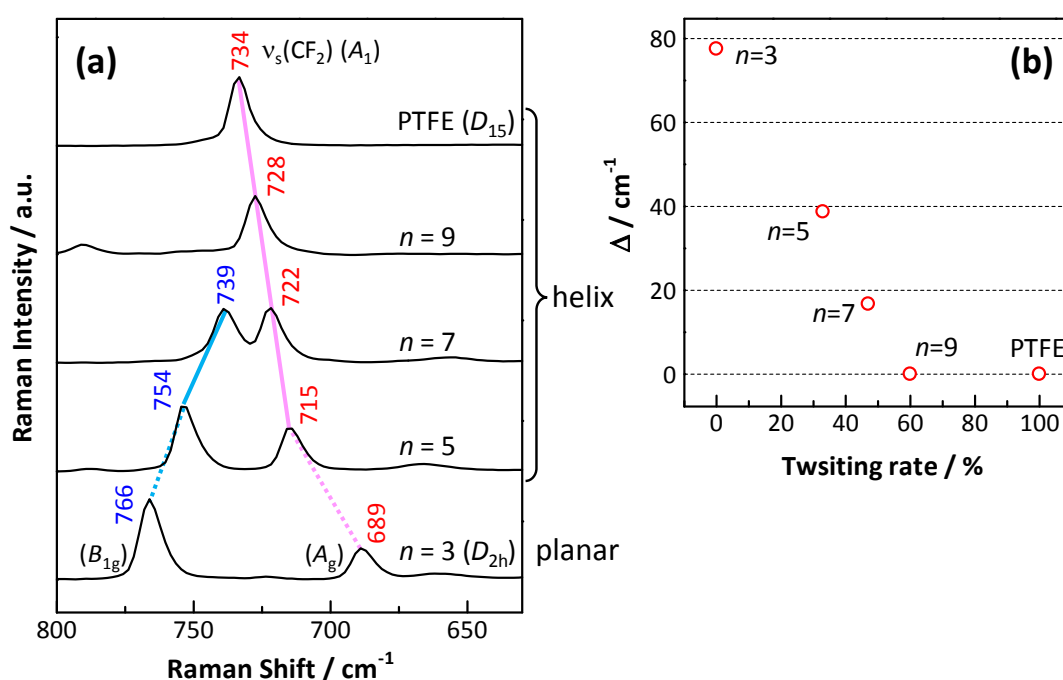 (a)
734
νs(CF2) (A1)
PTFE (D15)
728
n = 9
739
722
n = 7
helix
754
715
n = 5
766
689
(B1g)
(Ag)
n = 3 (D2h)
planar
800
750
700
650
Raman Shift / cm-1
Raman Intensity / a.u.
(b)
80
60
40
20
0
n=3
n=5
n=7
n=9
PTFE
0
20
40
60
80
100
Twsiting rate / %
Δ / cm-1